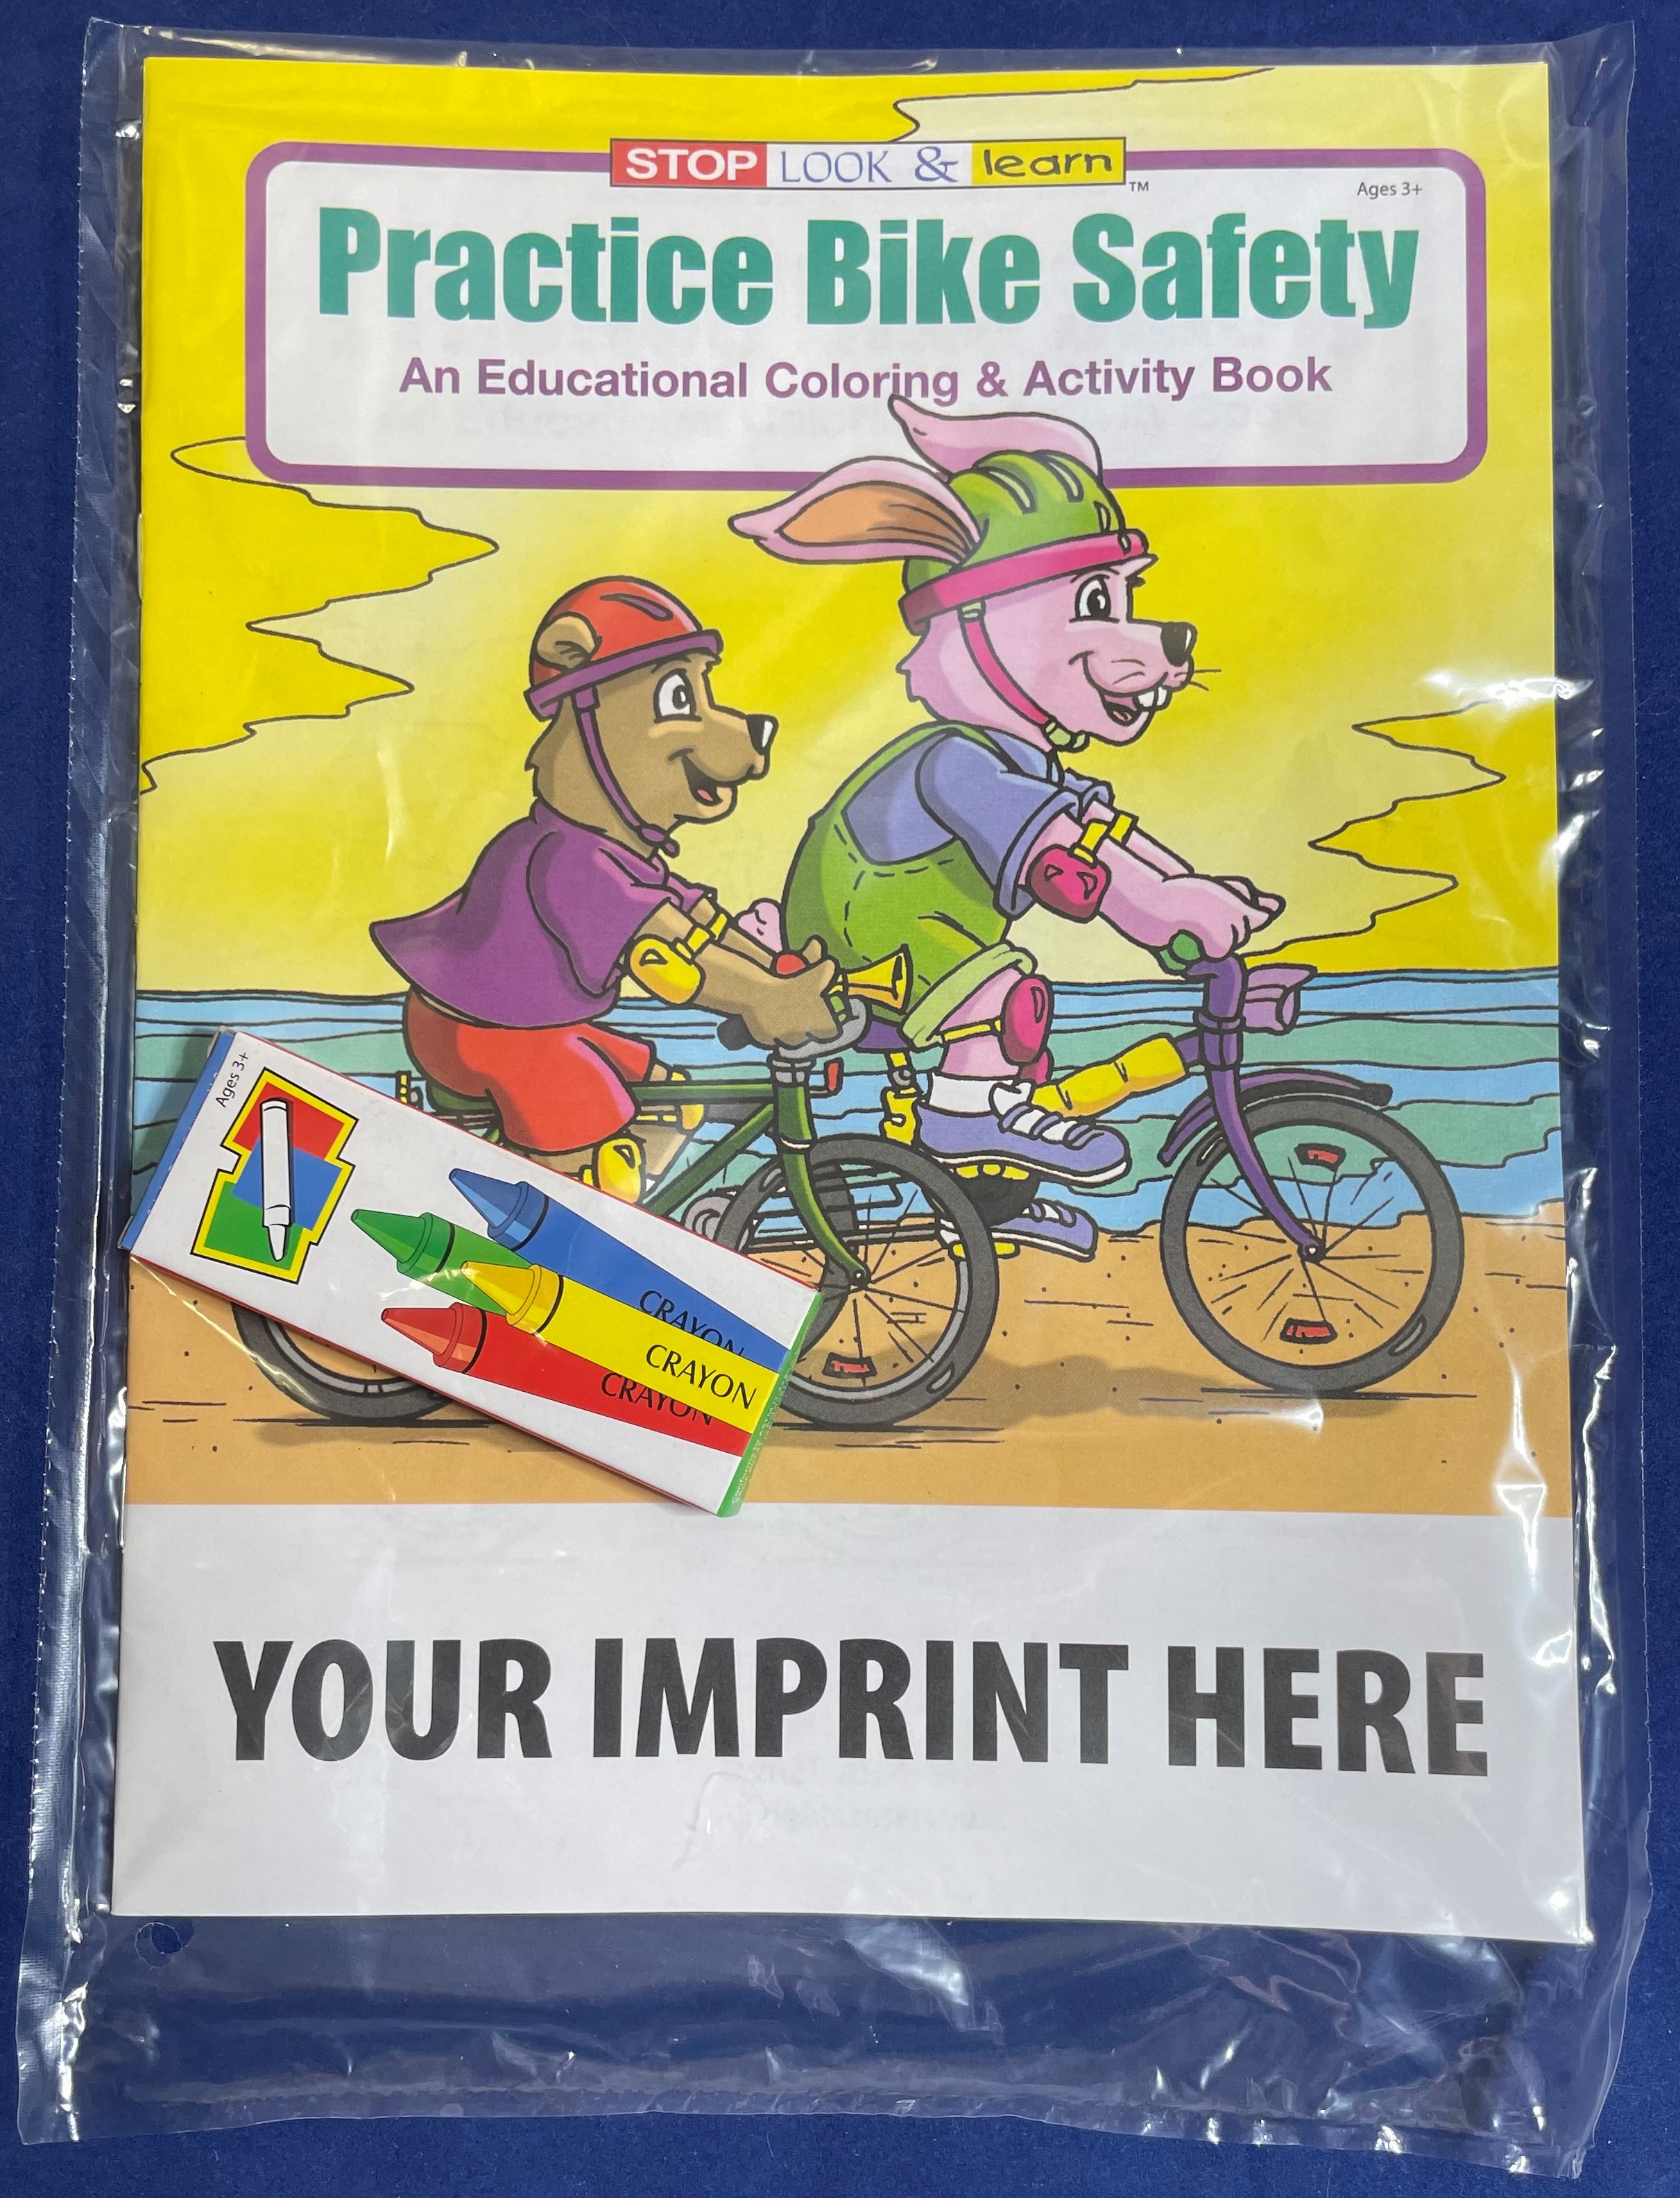 STOP LOOK & learn
TM
Ages 3+
Practice Bike Safety
An Educational Coloring & Activity Book
Ages 3+
CRAYON
CRAYON
CRAYON
YOUR IMPRINT HERE